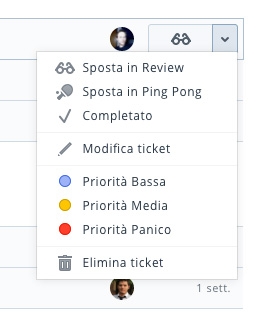 Sposta in Review
Sposta in Ping Pong
Completato
Modifica ticket
Priorità Bassa
Priorità Media
Priorità Panico
Elimina ticket
1 sett.